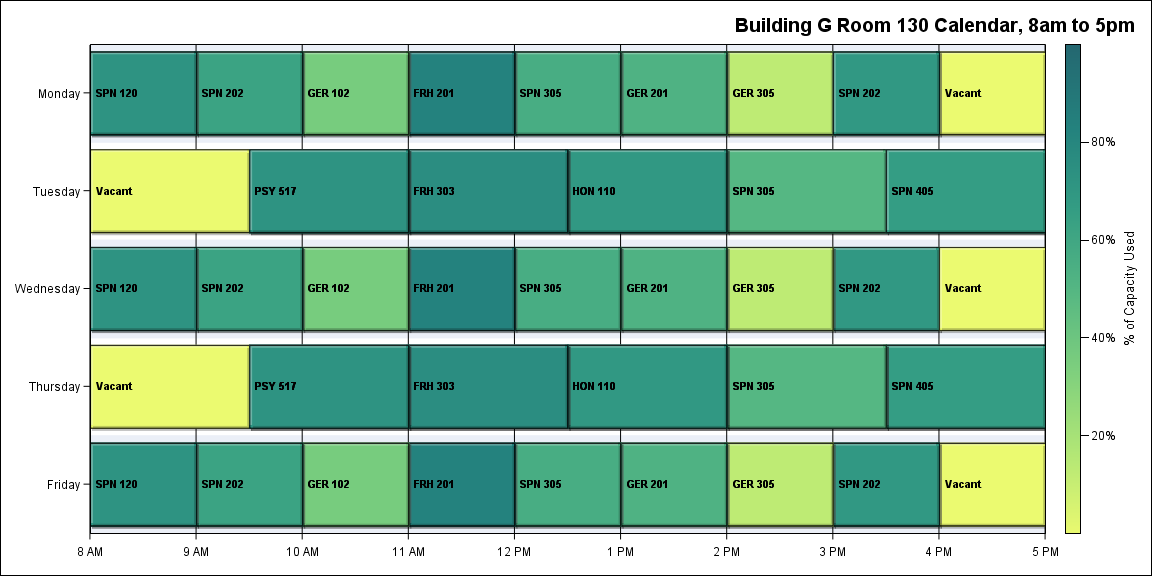 Building G Room 130 Calendar, 8am to 5pm
Monday SPN 120 SPN 202 GER 102 FRH 201 SPN 305 GER 201 GER 305 SPN 202 Vacant
Tuesday Vacant PSY 517 FRH 303 HON 110 SPN 305 SPN 405
Wednesday SPN 120 SPN 202 GER 102 FRH 201 SPN 305 GER 201 GER 305 SPN 202 Vacant
Thursday Vacant PSY 517 FRH 303 HON 110 SPN 305 SPN 405
Friday SPN 120 SPN 202 GER 102 FRH 201 SPN 305 GER 201 GER 305 SPN 202 Vacant
8 AM 9 AM 10 AM 11 AM 12 PM 1 PM 2 PM 3 PM 4 PM 5 PM
80%
60%
40%
20%
% of Capacity Used